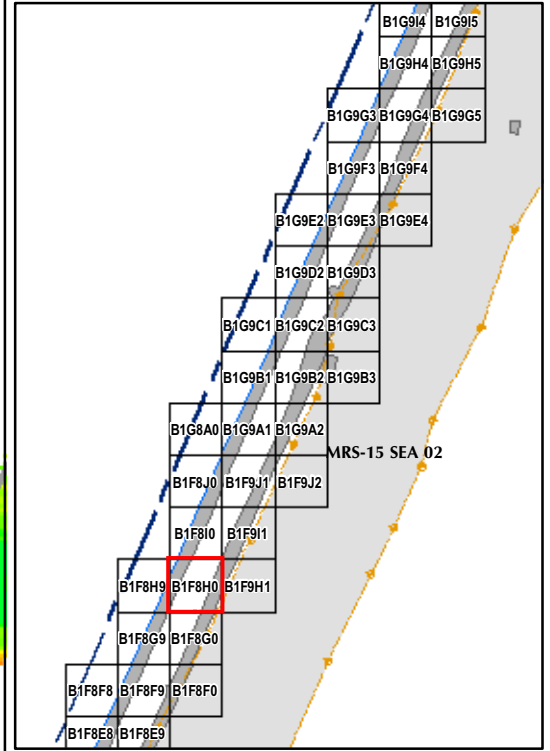 B1G9I4 B1G9I5
B1G9H4 B1G9H5
B1G9G3 B1G9G4 B1G9G5
B1G9F3 B1G9F4
B1G9E2 B1G9E3 B1G9E4
B1G9D2 B1G9D3
B1G9C1 B1G9C2 B1G9C3
B1G9B1 B1G9B2 B1G9B3
B1G8A0 B1G9A1 B1G9A2
MRS-15 SEA 02
B1F8J0 B1F9J1 B1F9J2
B1F8I0 B1F9I1
B1F8H9 B1F8H0 B1F9H1
B1F8G9 B1F8G0
B1F8F8 B1F8F9 B1F8F0
B1F8E8 B1F8E9